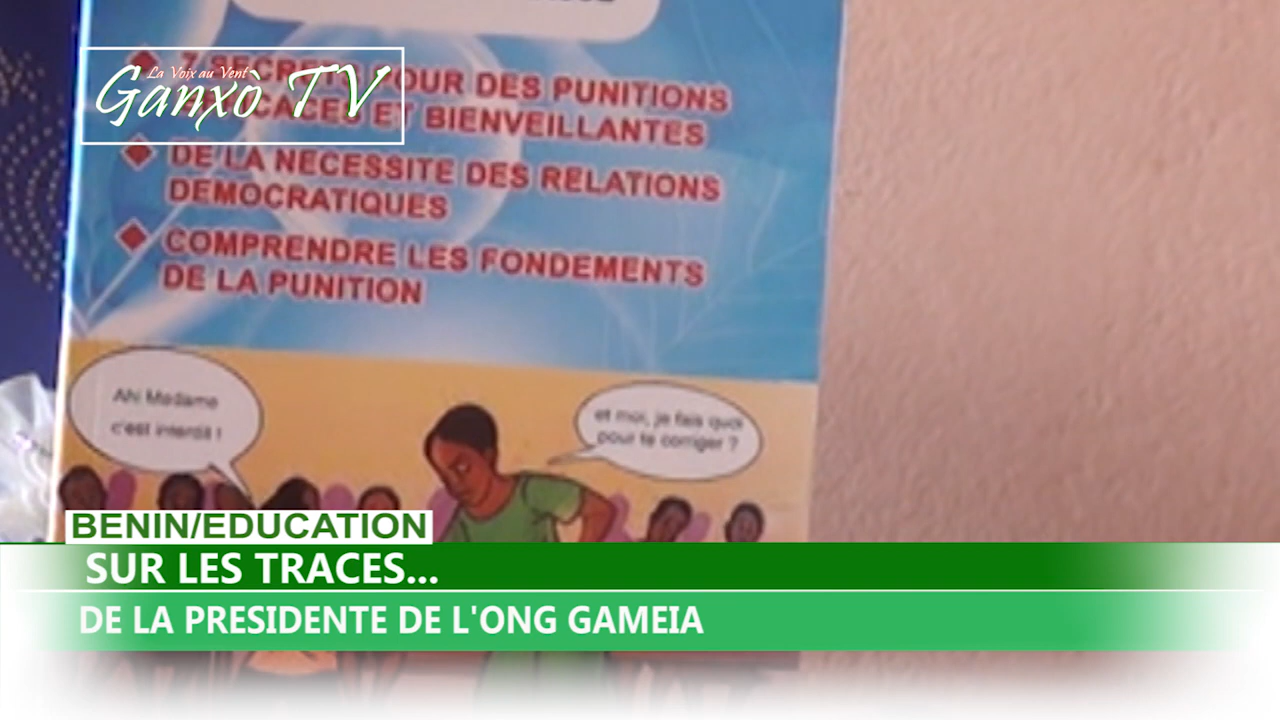 La Voix au Vent
Ganxò TV
POUR DES PUNITIONS
ET BIENVEILLANTES
DE LA NECESSITE DES RELATIONS
DEMOCRATIQUES
COMPRENDRE LES FONDEMENTS
DE LA PUNITION
Ah! Madame
c'est interdit !
et moi, je fais quoi
pour te corriger ?
BENIN/EDUCATION
SUR LES TRACES...
DE LA PRESIDENTE DE L'ONG GAMEIA